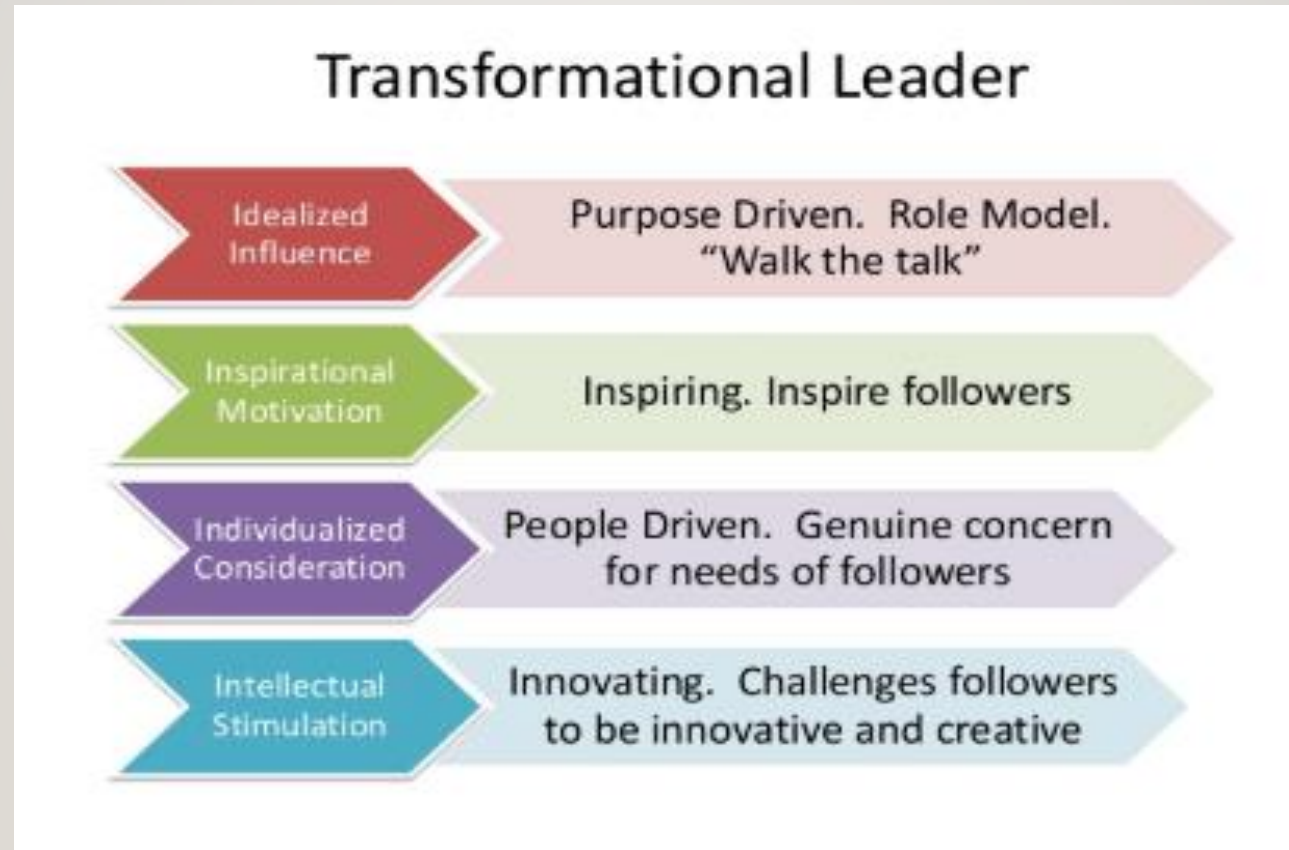 Transformational Leader
Idealized
Influence
Purpose Driven.  Role Model.
“Walk the talk”
Inspirational
Motivation
Inspiring. Inspire followers
Individualized
Consideration
People Driven.  Genuine concern
for needs of followers
Intellectual
Stimulation
Innovating.  Challenges followers
to be innovative and creative